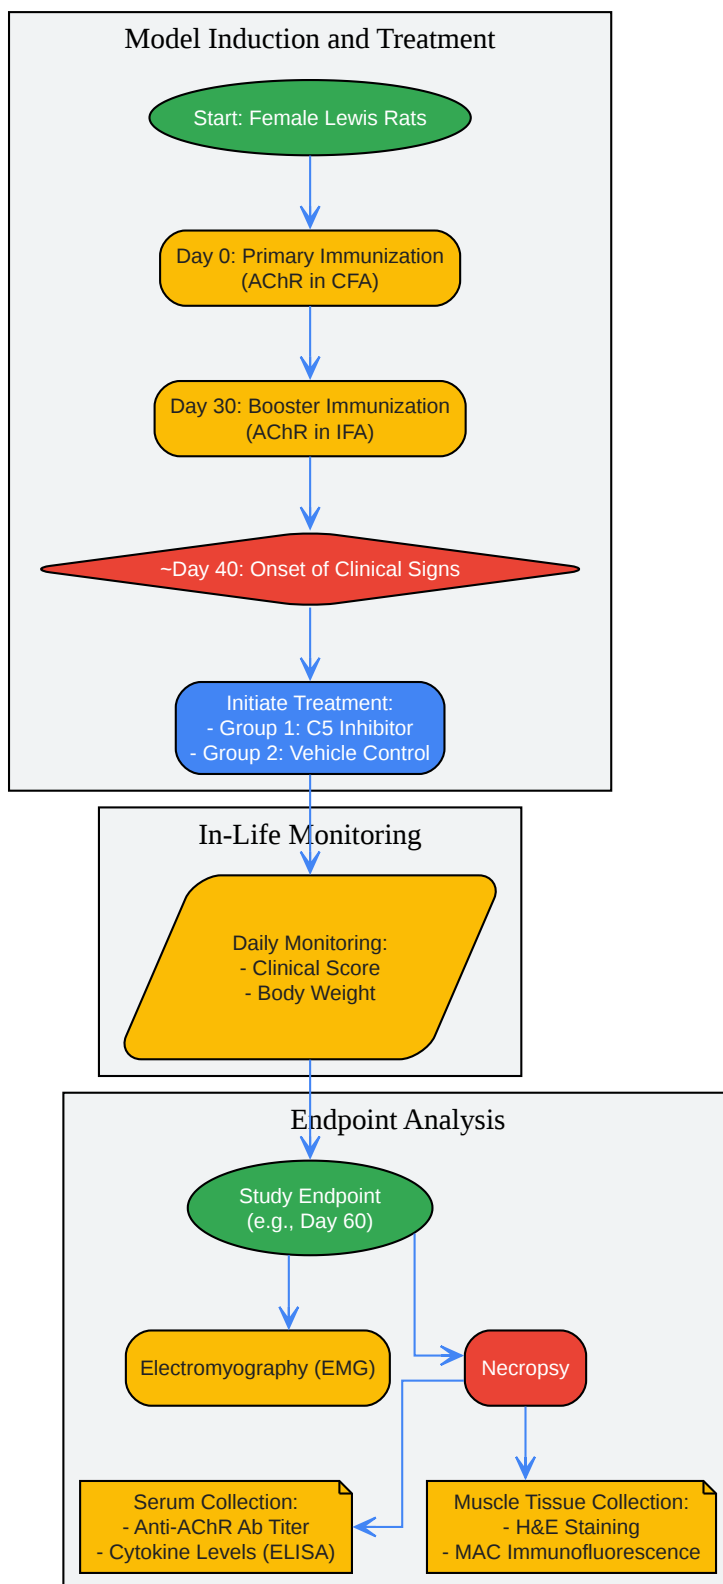 Model Induction and Treatment
Start: Female Lewis Rats
Day 0: Primary Immunization
(AChR in CFA)
Day 30: Booster Immunization
(AChR in IFA)
~Day 40: Onset of Clinical Signs
Initiate Treatment:
- Group 1: C5 Inhibitor
- Group 2: Vehicle Control
In-Life Monitoring
Daily Monitoring:
- Clinical Score
- Body Weight
Endpoint Analysis
Study Endpoint
(e.g., Day 60)
Electromyography (EMG)
Necropsy
Serum Collection:
- Anti-AChR Ab Titer
- Cytokine Levels (ELISA)
Muscle Tissue Collection:
- H&E Staining
- MAC Immunofluorescence